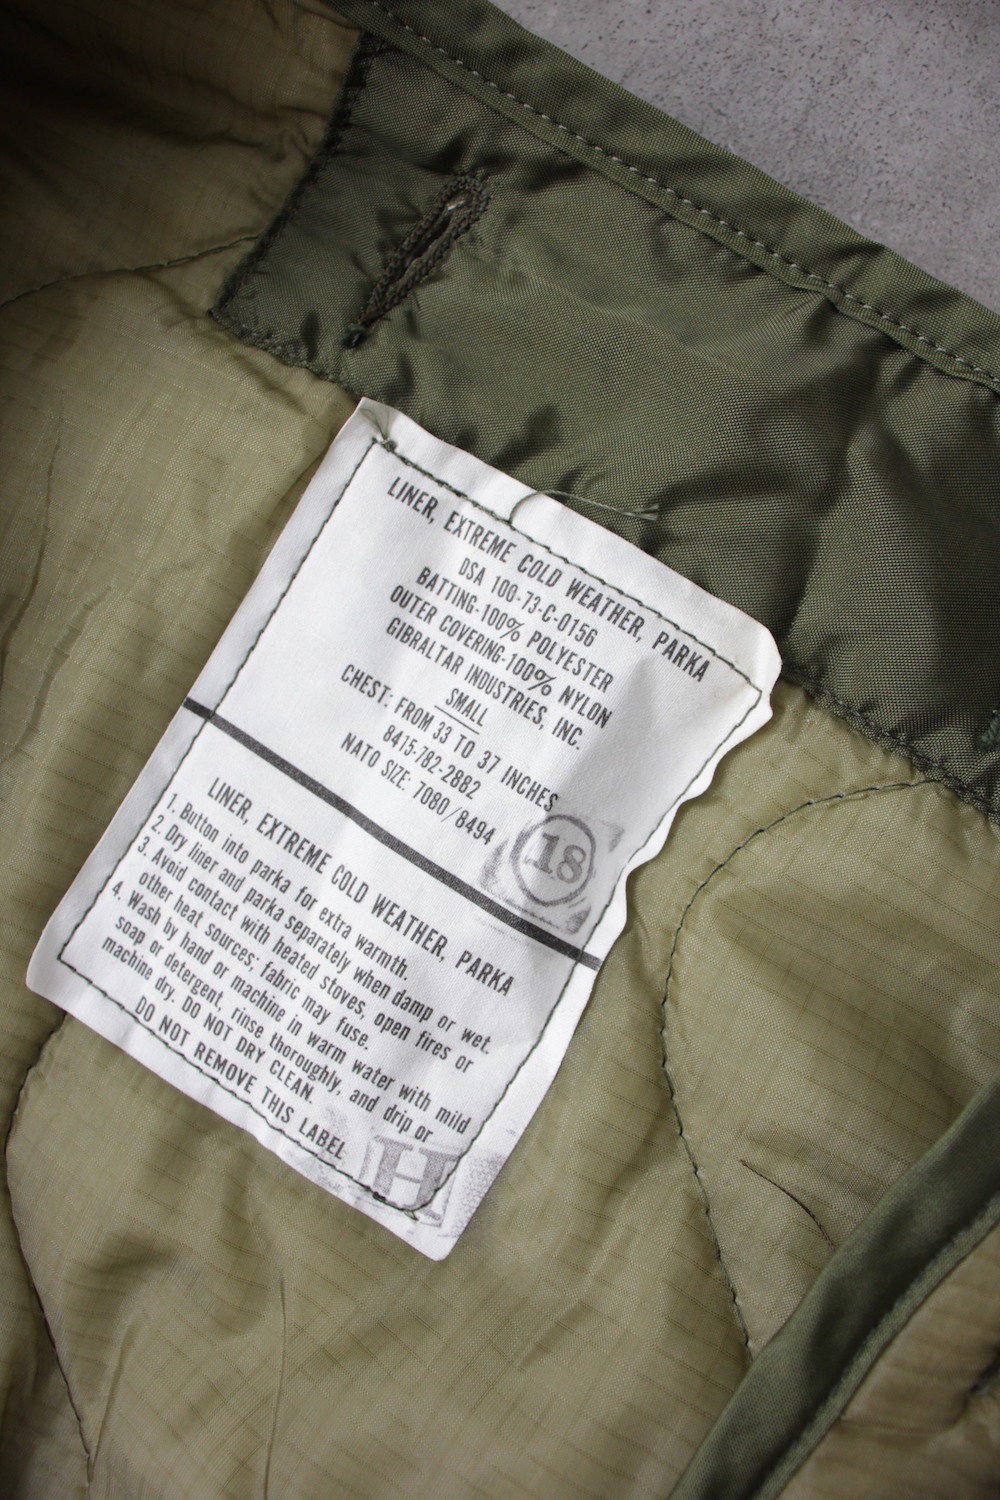 LINER, EXTREME COLD WEATHER, PARKA
DSA 100-73-C-0156
BATTING-100% POLYESTER
OUTER COVERING-100% NYLON
GIBRALTAR INDUSTRIES, INC.
SMALL
CHEST: FROM 33 TO 37 INCHES
8415-782-2882
NATO SIZE: 7080/8494
18
LINER, EXTREME COLD WEATHER, PARKA
1. Button into parka for extra warmth.
2. Dry liner and parka separately when damp or wet.
3. Avoid contact with heated stoves, open fires or
other heat sources; fabric may fuse.
4. Wash by hand or machine in warm water with mild
soap or detergent, rinse thoroughly, and drip or
machine dry. DO NOT DRY CLEAN.
DO NOT REMOVE THIS LABEL
H